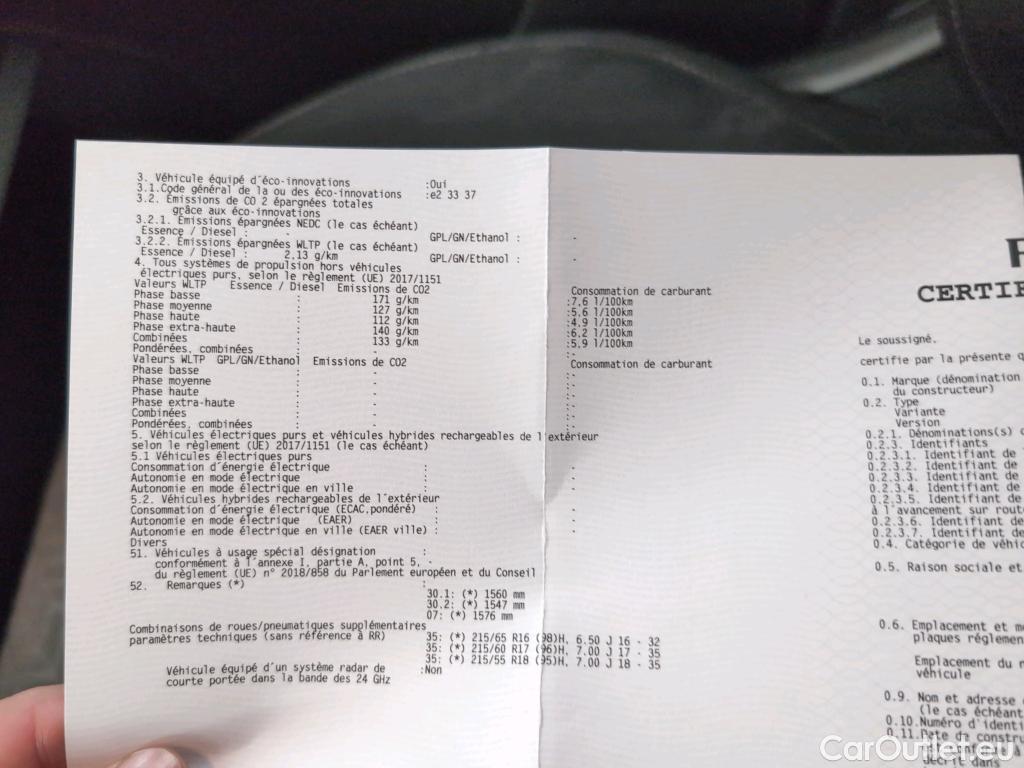 3. Véhicule équipé d'éco-innovations :Oui
3.1.Code général de la ou des éco-innovations :e2 33 37
3.2. Emissions de CO 2 épargnées totales
grâce aux éco-innovations
3.2.1. Emissions épargnées NEDC (le cas échéant)
Essence / Diesel : - GPL/GN/Ethanol : -
3.2.2. Emissions épargnées WLTP (le cas échéant)
Essence / Diesel : 2,13 g/km GPL/GN/Ethanol : -
4. Tous systèmes de propulsion hors véhicules
électriques purs, selon le règlement (UE) 2017/1151
Valeurs WLTP Essence / Diesel Emissions de CO2 Consommation de carburant
Phase basse : 171 g/km :7,6 l/100km
Phase moyenne : 127 g/km :5,6 l/100km
Phase haute : 112 g/km :4,9 l/100km
Phase extra-haute : 140 g/km :6,2 l/100km
Combinées : 133 g/km :5,9 l/100km
Pondérées, combinées : - :-
Valeurs WLTP GPL/GN/Ethanol Emissions de CO2 Consommation de carburant
Phase basse : - :-
Phase moyenne : - :-
Phase haute : - :-
Phase extra-haute : - :-
Combinées : - :-
Pondérées, combinées : - :-
5. Véhicules électriques purs et véhicules hybrides rechargeables de l'extérieur
selon le règlement (UE) 2017/1151 (le cas échéant)
5.1 Véhicules électriques purs
Consommation d'énergie électrique : -
Autonomie en mode électrique : -
Autonomie en mode électrique en ville : -
5.2. Véhicules hybrides rechargeables de l'extérieur
Consommation d'énergie électrique (ECAC,pondéré) : -
Autonomie en mode électrique (EAER) : -
Autonomie en mode électrique en ville (EAER ville) : -
Divers
51. Véhicules à usage spécial désignation :
conformément à l'annexe I, partie A, point 5, -
du règlement (UE) n° 2018/858 du Parlement européen et du Conseil
52. Remarques (*) :
30.1: (*) 1560 mm
30.2: (*) 1547 mm
07: (*) 1576 mm
Combinaisons de roues/pneumatiques supplémentaires
paramètres techniques (sans référence à RR) 35: (*) 215/65 R16 (98)H, 6.50 J 16 - 32
35: (*) 215/60 R17 (96)H, 7.00 J 17 - 35
35: (*) 215/55 R18 (95)H, 7.00 J 18 - 35
Véhicule équipé d'un système radar de :Non
courte portée dans la bande des 24 GHz
CERTIF
Le soussigné,
certifie par la présente q
0.1. Marque (dénomination
du constructeur)
0.2. Type
Variante
Version
0.2.1. Dénominations(s) c
0.2.3. Identifiants
0.2.3.1. Identifiant de
0.2.3.2. Identifiant de
0.2.3.3. Identifiant de
0.2.3.4. Identifiant de
0.2.3.5. Identifiant de
à l'avancement sur route
0.2.3.6. Identifiant de
0.2.3.7. Identifiant de
0.4. Catégorie de véhic
0.5. Raison sociale et
0.6. Emplacement et mo
plaques réglemen
Emplacement du n
véhicule
0.9. Nom et adresse
(le cas échéant
0.10.Numéro d'identi
0.11.Date de constru
décrit dans
CarOutlet.eu